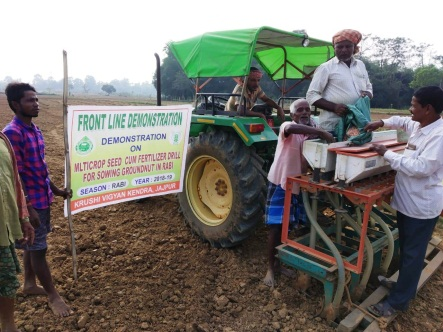 FRONT LINE DEMONSTRATION
DEMONSTRATION
ON
MLTICROP SEED CUM FERTILIZER DRILL
FOR SOWING GROUNDNUT IN RABI
SEASON : RABI YEAR : 2018-19
KRUSHI VIGYAN KENDRA, JAJPUR